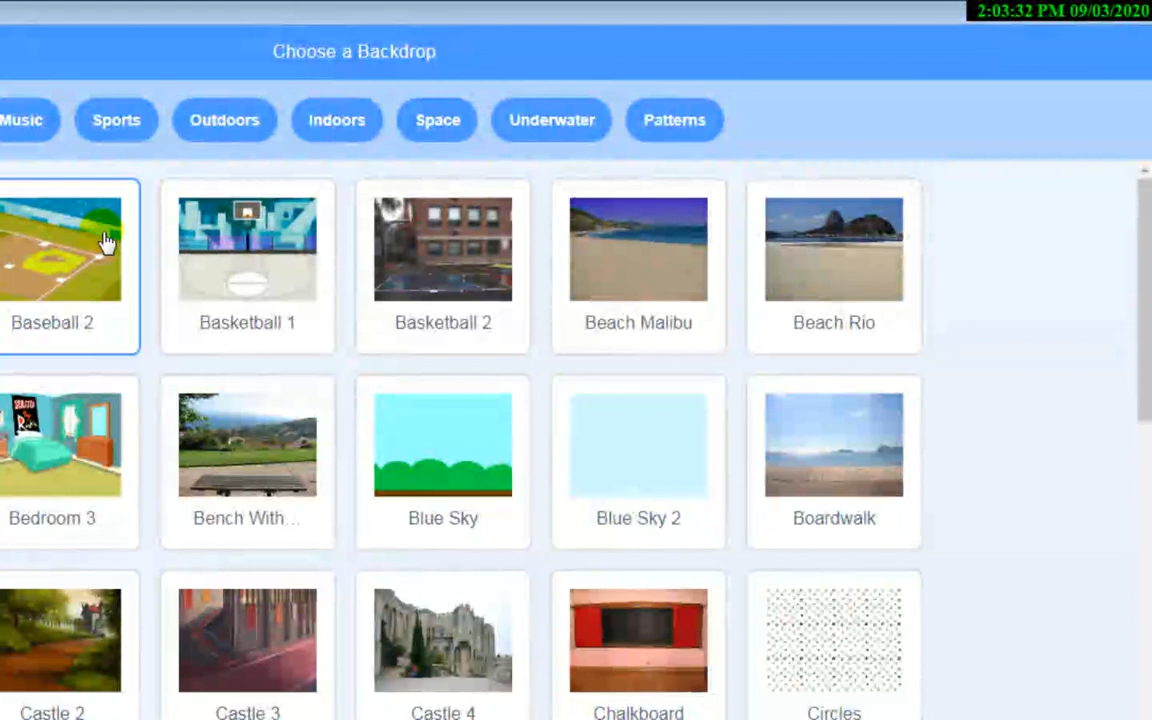 2:03:32 PM 09/03/2020
Choose a Backdrop
Music Sports Outdoors Indoors Space Underwater Patterns
Baseball 2 Basketball 1 Basketball 2 Beach Malibu Beach Rio
Bedroom 3 Bench With... Blue Sky Blue Sky 2 Boardwalk
Castle 2 Castle 3 Castle 4 Chalkboard Circles